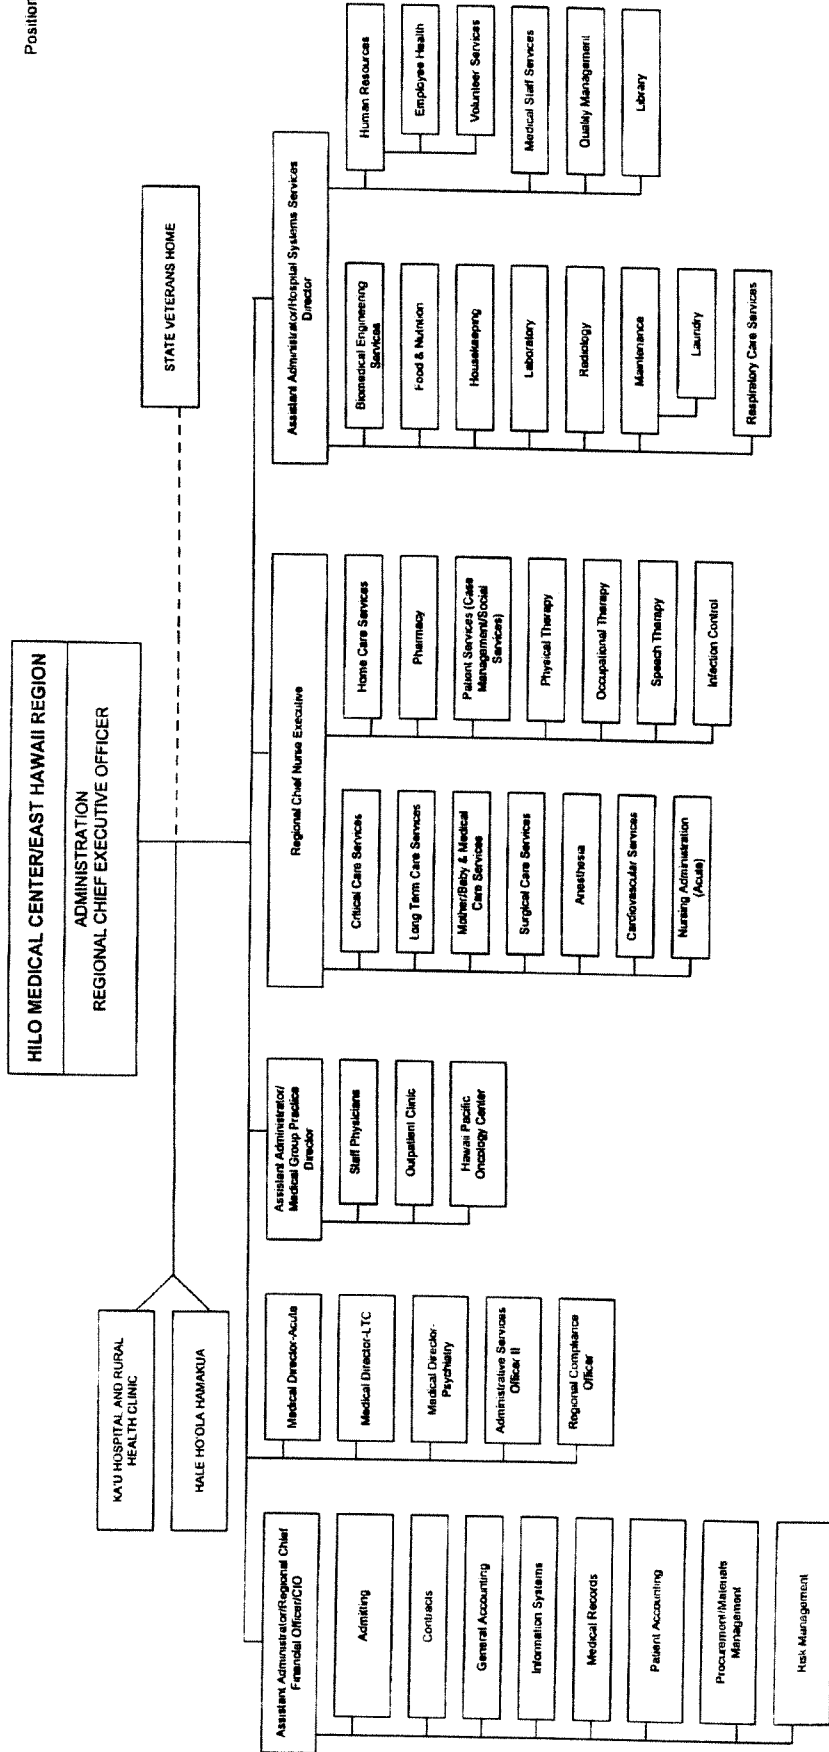 Position
HILO MEDICAL CENTER/EAST HAWAII REGION
ADMINISTRATION
REGIONAL CHIEF EXECUTIVE OFFICER
KA'U HOSPITAL AND RURAL
HEALTH CLINIC
HALE HO'OLA HAMAKUA
STATE VETERANS HOME
Assistant Administrator/Regional Chief
Financial Officer/CIO
Admitting
Contracts
General Accounting
Information Systems
Medical Records
Patient Accounting
Procurement/Materials
Management
Risk Management
Medical Director-Acute
Medical Director-LTC
Medical Director-
Psychiatry
Administrative Services
Officer II
Regional Compliance
Officer
Assistant Administrator/
Medical Group Practice
Director
Staff Physicians
Outpatient Clinic
Hawaii Pacific
Oncology Center
Regional Chief Nurse Executive
Critical Care Services
Long Term Care Services
Mother/Baby & Medical
Care Services
Surgical Care Services
Anesthesia
Cardiovascular Services
Nursing Administration
(Acute)
Home Care Services
Pharmacy
Patient Services (Case
Management/Social
Services)
Physical Therapy
Occupational Therapy
Speech Therapy
Infection Control
Assistant Administrator/Hospital Systems Services
Director
Biomedical Engineering
Services
Food & Nutrition
Housekeeping
Laboratory
Radiology
Maintenance
Laundry
Respiratory Care Services
Human Resources
Employee Health
Volunteer Services
Medical Staff Services
Quality Management
Library